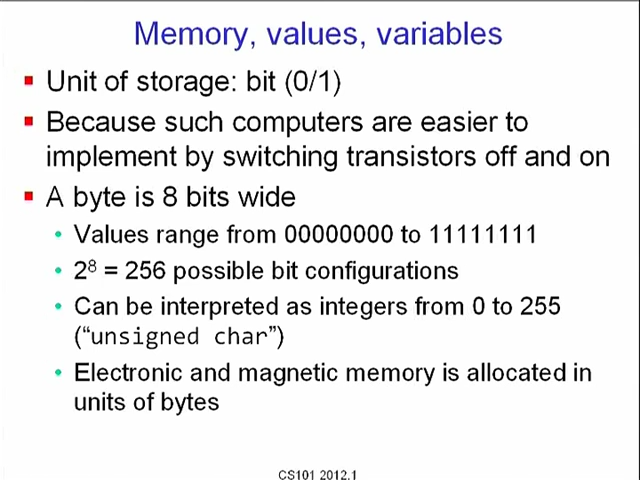 Memory, values, variables
Unit of storage: bit (0/1)
Because such computers are easier to
implement by switching transistors off and on
A byte is 8 bits wide
Values range from 00000000 to 11111111
2⁸ = 256 possible bit configurations
Can be interpreted as integers from 0 to 255
(“unsigned char”)
Electronic and magnetic memory is allocated in
units of bytes
CS101 2012.1